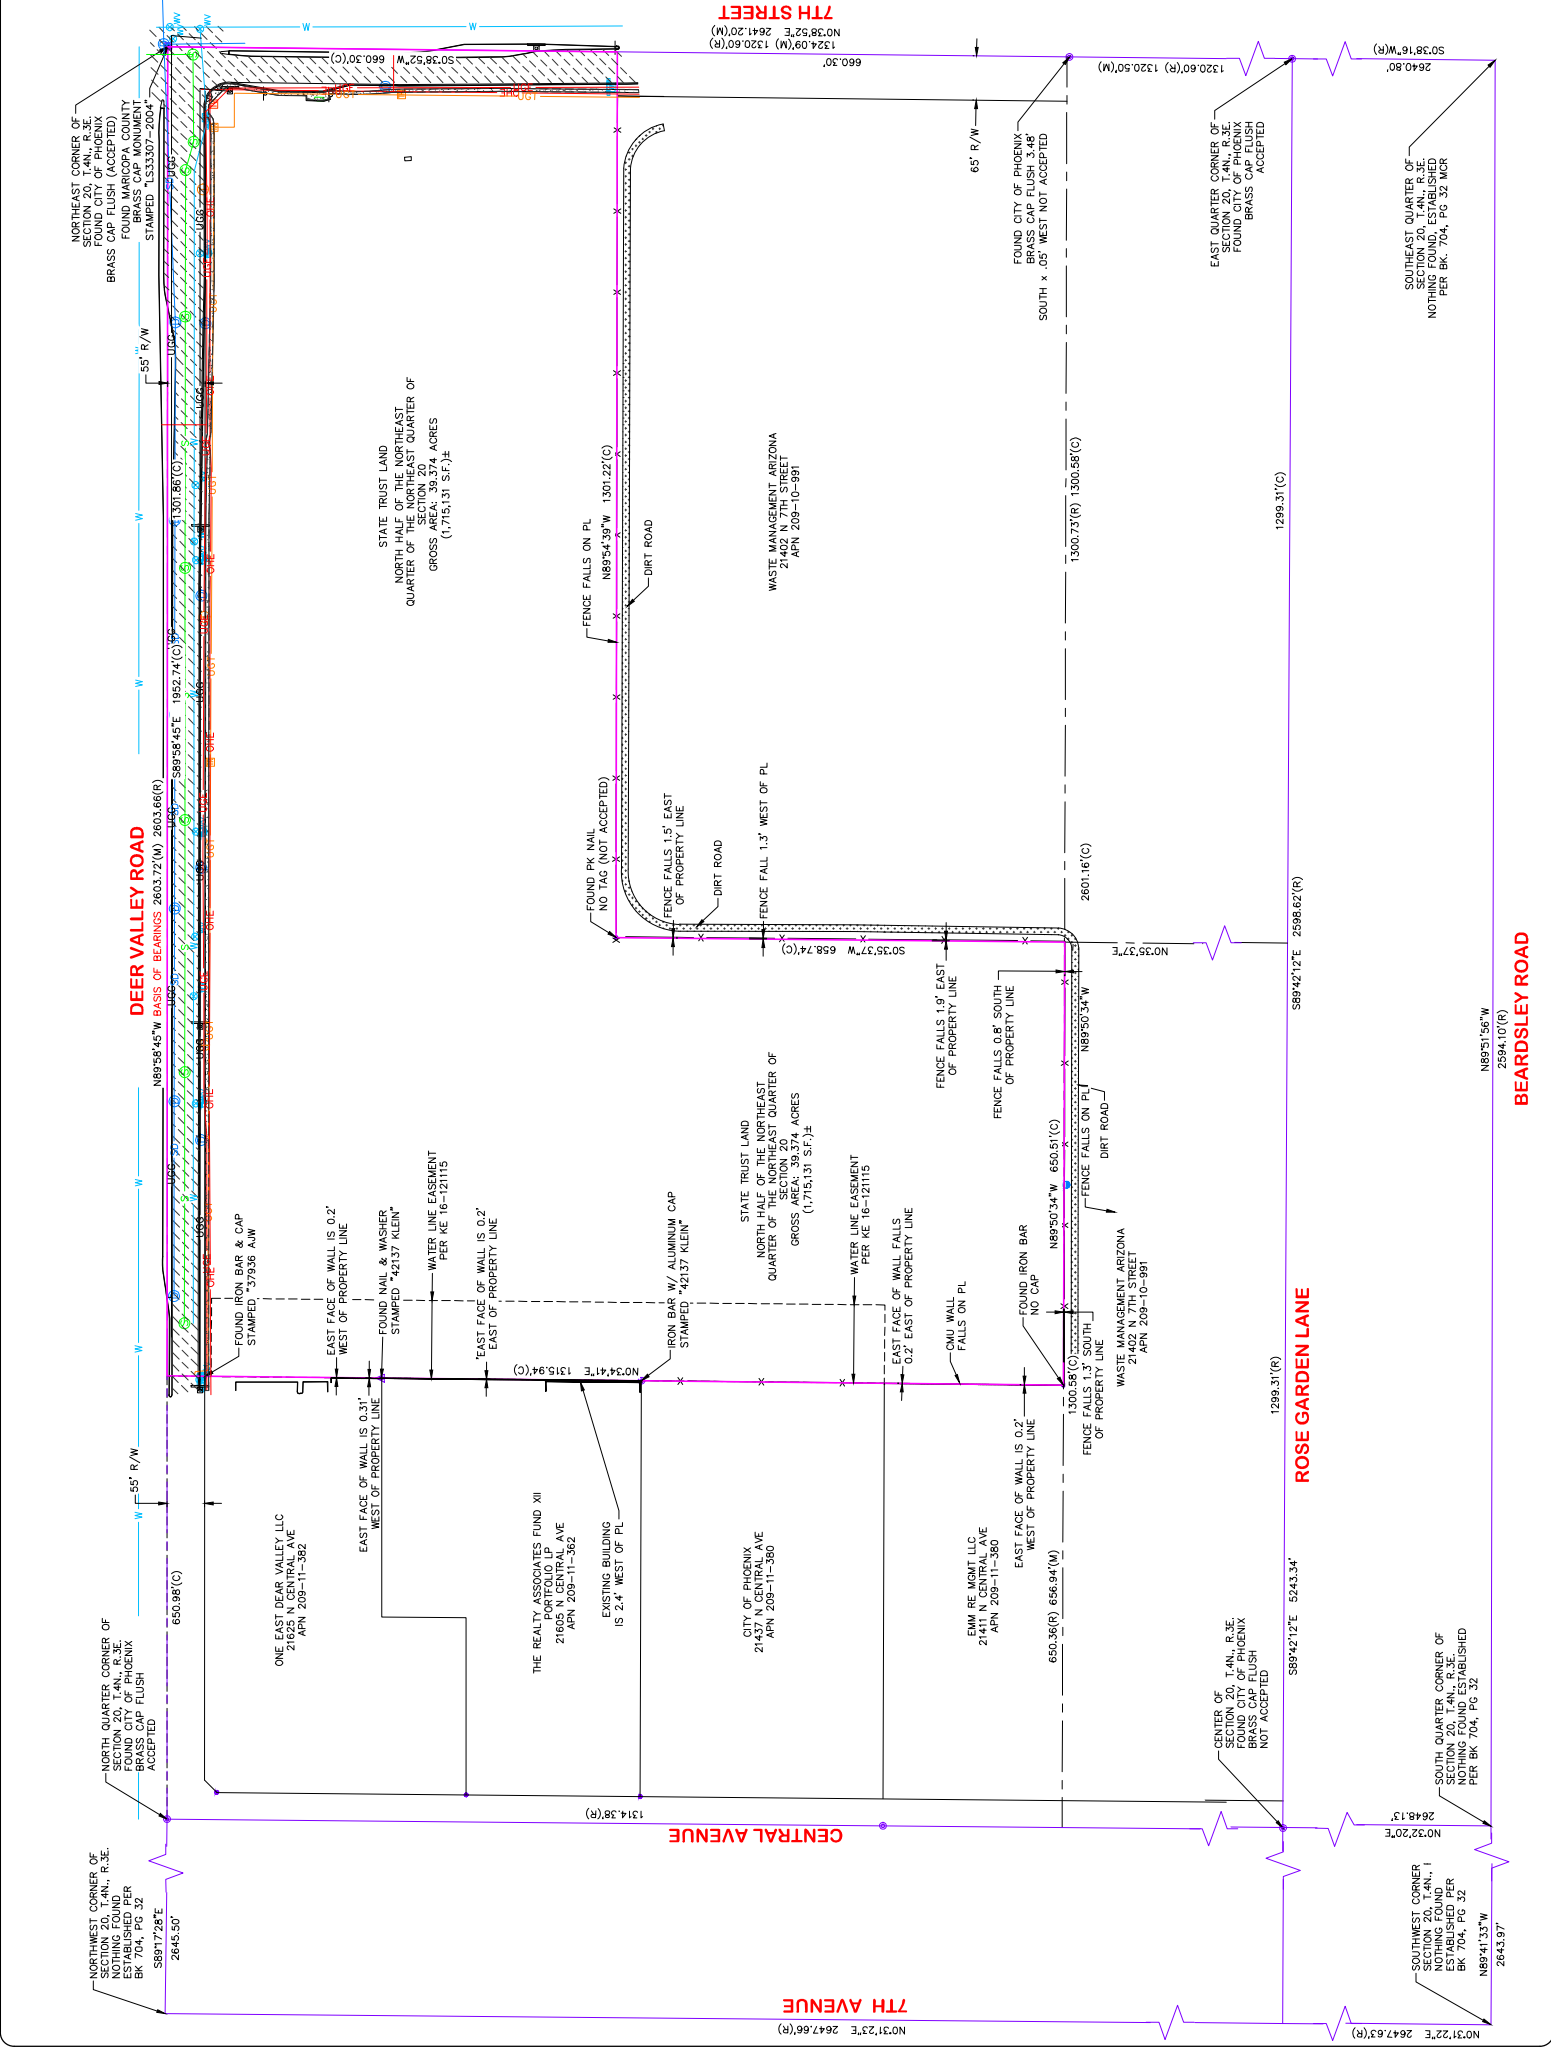 NORTHWEST CORNER OF
SECTION 20, T.4N., R.3E.
NOTHING FOUND
ESTABLISHED PER
BK 704, PG 32
S89°17'28"E
2645.50'
NORTH QUARTER CORNER OF
SECTION 20, T.4N., R.3E.
FOUND CITY OF PHOENIX
BRASS CAP FLUSH
ACCEPTED
650.98'(C)
55' R/W
W
W
W
W
W
W
DEER VALLEY ROAD
N89°58'45"W BASIS OF BEARINGS 2603.72'(M) 2603.66(R)
S89°58'45"E 1952.74'(C)
1301.86'(C)
55' R/W
NORTHEAST CORNER OF
SECTION 20, T.4N., R.3E.
FOUND CITY OF PHOENIX
BRASS CAP FLUSH (ACCEPTED)
FOUND MARICOPA COUNTY
BRASS CAP MONUMENT
STAMPED "LS33307-2004"
UGG
UGG
UGG
UGG
UGG
UGG
UGG
UGG
SD
SD
OHE
OHE
OHE
OHE
OHE
UGT
UGT
UGT
W
W
7TH STREET
N0°38'52"E 2641.20'(M)
1324.09'(M) 1320.60'(R)
S0°38'52"W 660.30'(C)
660.30'
1320.60'(R) 1320.50'(M)
S0°38'16"W(R)
2640.80'
FOUND IRON BAR & CAP
STAMPED "37936 AJW
EAST FACE OF WALL IS 0.2'
WEST OF PROPERTY LINE
FOUND NAIL & WASHER
STAMPED "42137 KLEIN"
WATER LINE EASEMENT
PER KE 16-121115
'EAST FACE OF WALL IS 0.2'
EAST OF PROPERTY LINE
N0°34'41"E 1315.94'(C)
EAST FACE OF WALL IS 0.31'
WEST OF PROPERTY LINE
ONE EAST DEAR VALLEY LLC
21625 N CENTRAL AVE
APN 209-11-382
THE REALTY ASSOCIATES FUND XII
PORTFOLIO LP
21605 N CENTRAL AVE
APN 209-11-362
EXISTING BUILDING
IS 2.4' WEST OF PL
STATE TRUST LAND
NORTH HALF OF THE NORTHEAST
QUARTER OF THE NORTHEAST QUARTER OF
SECTION 20
GROSS AREA: 39.374 ACRES
(1,715,131 S.F.)±
FENCE FALLS ON PL
N89°54'39"W 1301.22'(C)
DIRT ROAD
FOUND PK NAIL
NO TAG (NOT ACCEPTED)
FENCE FALLS 1.5' EAST
OF PROPERTY LINE
DIRT ROAD
FENCE FALL 1.3' WEST OF PL
S0°35'37"W 658.74'(C)
WASTE MANAGEMENT ARIZONA
21402 N 7TH STREET
APN 209-10-991
IRON BAR W/ ALUMINUM CAP
STAMPED "42137 KLEIN"
STATE TRUST LAND
NORTH HALF OF THE NORTHEAST
QUARTER OF THE NORTHEAST QUARTER OF
SECTION 20
GROSS AREA: 39.374 ACRES
(1,715,131 S.F.)±
WATER LINE EASEMENT
PER KE 16-121115
CITY OF PHOENIX
21437 N CENTRAL AVE
APN 209-11-380
EAST FACE OF WALL FALLS
0.2' EAST OF PROPERTY LINE
CMU WALL
FALLS ON PL
FENCE FALLS 1.9' EAST
OF PROPERTY LINE
FENCE FALLS 0.8' SOUTH
OF PROPERTY LINE
EMM RE MGMT LLC
21411 N CENTRAL AVE
APN 209-11-380
EAST FACE OF WALL IS 0.2'
WEST OF PROPERTY LINE
FOUND IRON BAR
NO CAP
65' R/W
FOUND CITY OF PHOENIX
BRASS CAP FLUSH 3.48'
SOUTH x .05' WEST NOT ACCEPTED
650.36(R) 656.94'(M)
1300.58'(C)
N89°50'34"W 650.51'(C)
N89°50'34"W
2601.16'(C)
1300.73'(R) 1300.58'(C)
N0°35'37"E
FENCE FALLS 1.3' SOUTH
OF PROPERTY LINE
FENCE FALLS ON PL
DIRT ROAD
WASTE MANAGEMENT ARIZONA
21402 N 7TH STREET
APN 209-10-991
1314.38'(R)
CENTRAL AVENUE
CENTER OF
SECTION 20, T.4N., R.3E.
FOUND CITY OF PHOENIX
BRASS CAP FLUSH
NOT ACCEPTED
EAST QUARTER CORNER OF
SECTION 20, T.4N., R.3E.
FOUND CITY OF PHOENIX
BRASS CAP FLUSH
ACCEPTED
1299.31'(R)
1299.31'(C)
S89°42'12"E 5243.34'
ROSE GARDEN LANE
S89°42'12"E 2598.62'(R)
SOUTHEAST QUARTER OF
SECTION 20, T.4N., R.3E.
NOTHING FOUND, ESTABLISHED
PER BK. 704, PG 32 MCR
SOUTH QUARTER CORNER OF
SECTION 20, T.4N., R.3E.
NOTHING FOUND ESTABLISHED
PER BK 704, PG 32
N0°32'20"E
2648.13'
SOUTHWEST CORNER
SECTION 20, T.4N.,
NOTHING FOUND
ESTABLISHED PER
BK 704, PG 32
N89°41'33"W
2643.97'
N89°51'56"W
2594.10'(R)
BEARDSLEY ROAD
7TH AVENUE
N0°31'23"E 2647.66'(R)
N0°31'22"E 2647.63'(R)